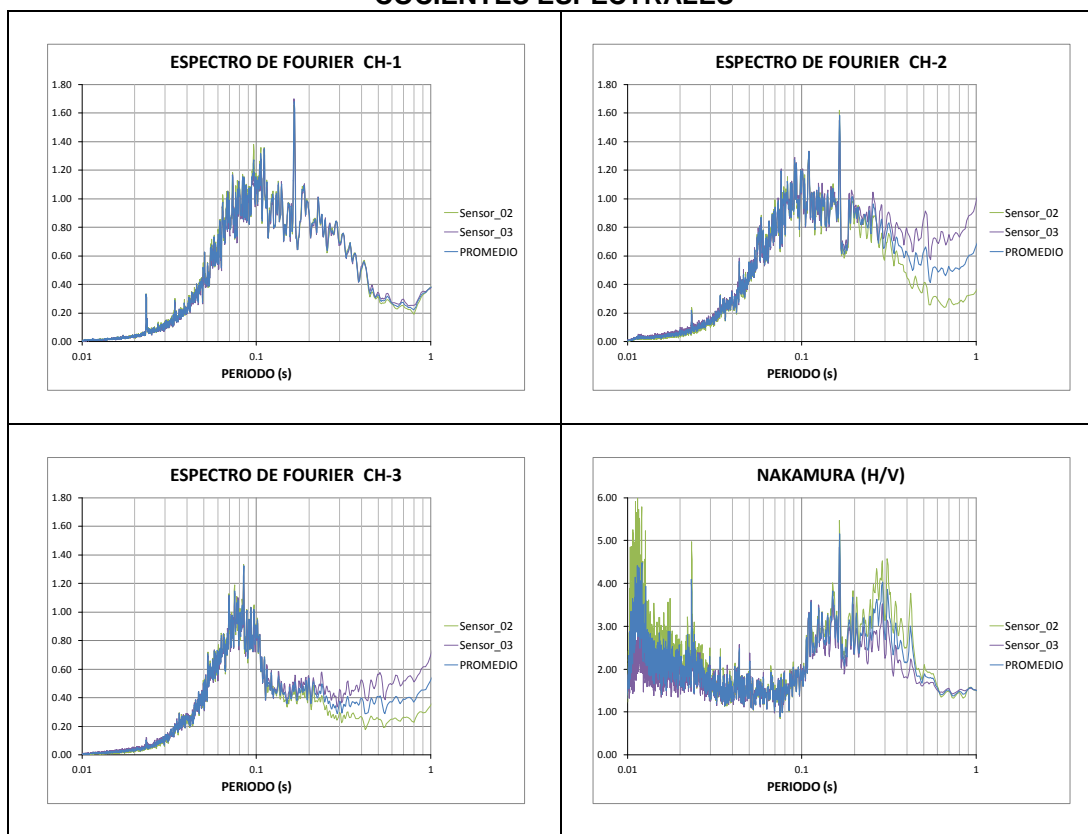 COCIENTES ESPECTRALES
ESPECTRO DE FOURIER CH-1
1.80
1.60
1.40
1.20
1.00
0.80
0.60
0.40
0.20
0.00
0.01
0.1
1
PERIODO (s)
Sensor_02
Sensor_03
PROMEDIO
ESPECTRO DE FOURIER CH-2
1.80
1.60
1.40
1.20
1.00
0.80
0.60
0.40
0.20
0.00
0.01
0.1
1
PERIODO (s)
Sensor_02
Sensor_03
PROMEDIO
ESPECTRO DE FOURIER CH-3
1.80
1.60
1.40
1.20
1.00
0.80
0.60
0.40
0.20
0.00
0.01
0.1
1
PERIODO (s)
Sensor_02
Sensor_03
PROMEDIO
NAKAMURA (H/V)
6.00
5.00
4.00
3.00
2.00
1.00
0.00
0.01
0.1
1
PERIODO (s)
Sensor_02
Sensor_03
PROMEDIO